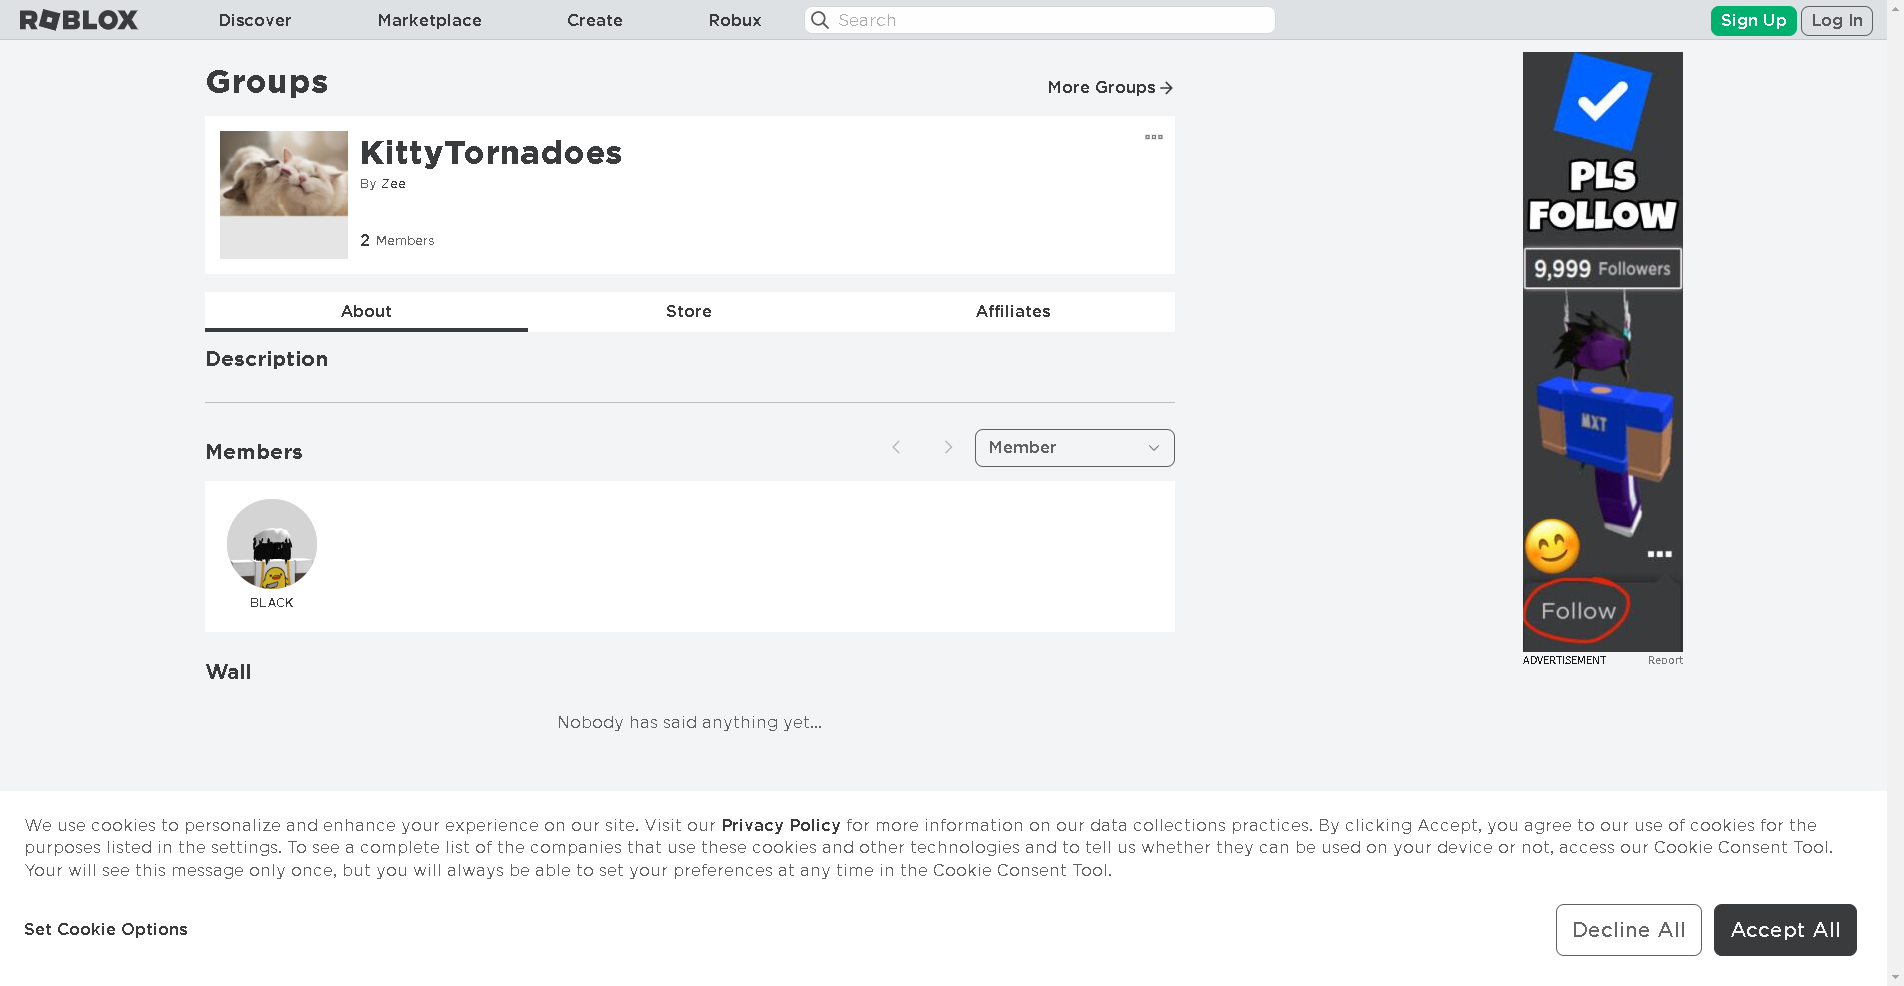 ROBLOX Discover Marketplace Create Robux Search Sign Up Log In
Groups
More Groups
KittyTornadoes
By Zee
2 Members
About Store Affiliates
Description
Members
Member
BLACK
Wall
Nobody has said anything yet...
PLS
FOLLOW
9,999 Followers
MXT
Follow
ADVERTISEMENT Report
We use cookies to personalize and enhance your experience on our site. Visit our Privacy Policy for more information on our data collections practices. By clicking Accept, you agree to our use of cookies for the
purposes listed in the settings. To see a complete list of the companies that use these cookies and other technologies and to tell us whether they can be used on your device or not, access our Cookie Consent Tool.
Your will see this message only once, but you will always be able to set your preferences at any time in the Cookie Consent Tool.
Set Cookie Options
Decline All Accept All